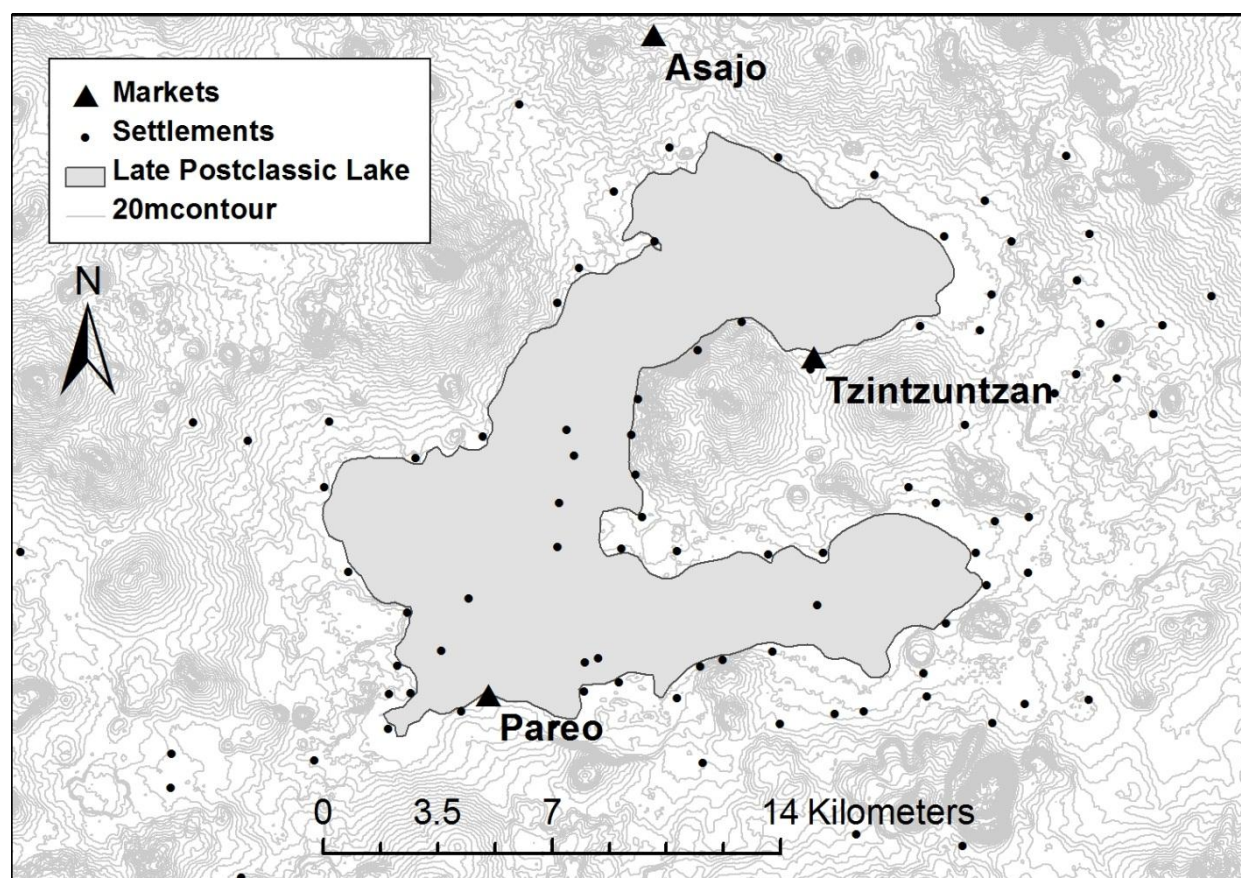 Asajo
Markets
Settlements
Late Postclassic Lake
20mcontour
N
Tzintzuntzan
Pareo
0 3.5 7 14 Kilometers